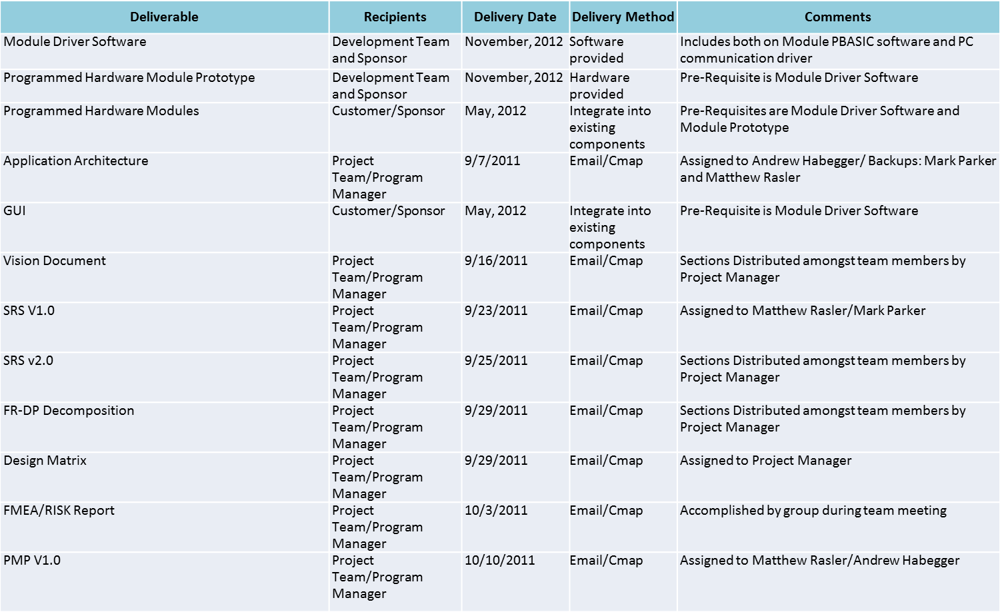 Deliverable Recipients Delivery Date Delivery Method Comments
Module Driver Software Development Team November, 2012 Software Includes both on Module PBASIC software and PC
and Sponsor provided communication driver
Programmed Hardware Module Prototype Development Team November, 2012 Hardware Pre-Requisite is Module Driver Software
and Sponsor provided
Programmed Hardware Modules Customer/Sponsor May, 2012 Integrate into Pre-Requisites are Module Driver Software and
existing Module Prototype
components
Application Architecture Project 9/7/2011 Email/Cmap Assigned to Andrew Habegger/ Backups: Mark Parker
Team/Program and Matthew Rasler
Manager
GUI Customer/Sponsor May, 2012 Integrate into Pre-Requisite is Module Driver Software
existing
components
Vision Document Project 9/16/2011 Email/Cmap Sections Distributed amongst team members by
Team/Program Project Manager
Manager
SRS V1.0 Project 9/23/2011 Email/Cmap Assigned to Matthew Rasler/Mark Parker
Team/Program
Manager
SRS v2.0 Project 9/25/2011 Email/Cmap Sections Distributed amongst team members by
Team/Program Project Manager
Manager
FR-DP Decomposition Project 9/29/2011 Email/Cmap Sections Distributed amongst team members by
Team/Program Project Manager
Manager
Design Matrix Project 9/29/2011 Email/Cmap Assigned to Project Manager
Team/Program
Manager
FMEA/RISK Report Project 10/3/2011 Email/Cmap Accomplished by group during team meeting
Team/Program
Manager
PMP V1.0 Project 10/10/2011 Email/Cmap Assigned to Matthew Rasler/Andrew Habegger
Team/Program
Manager